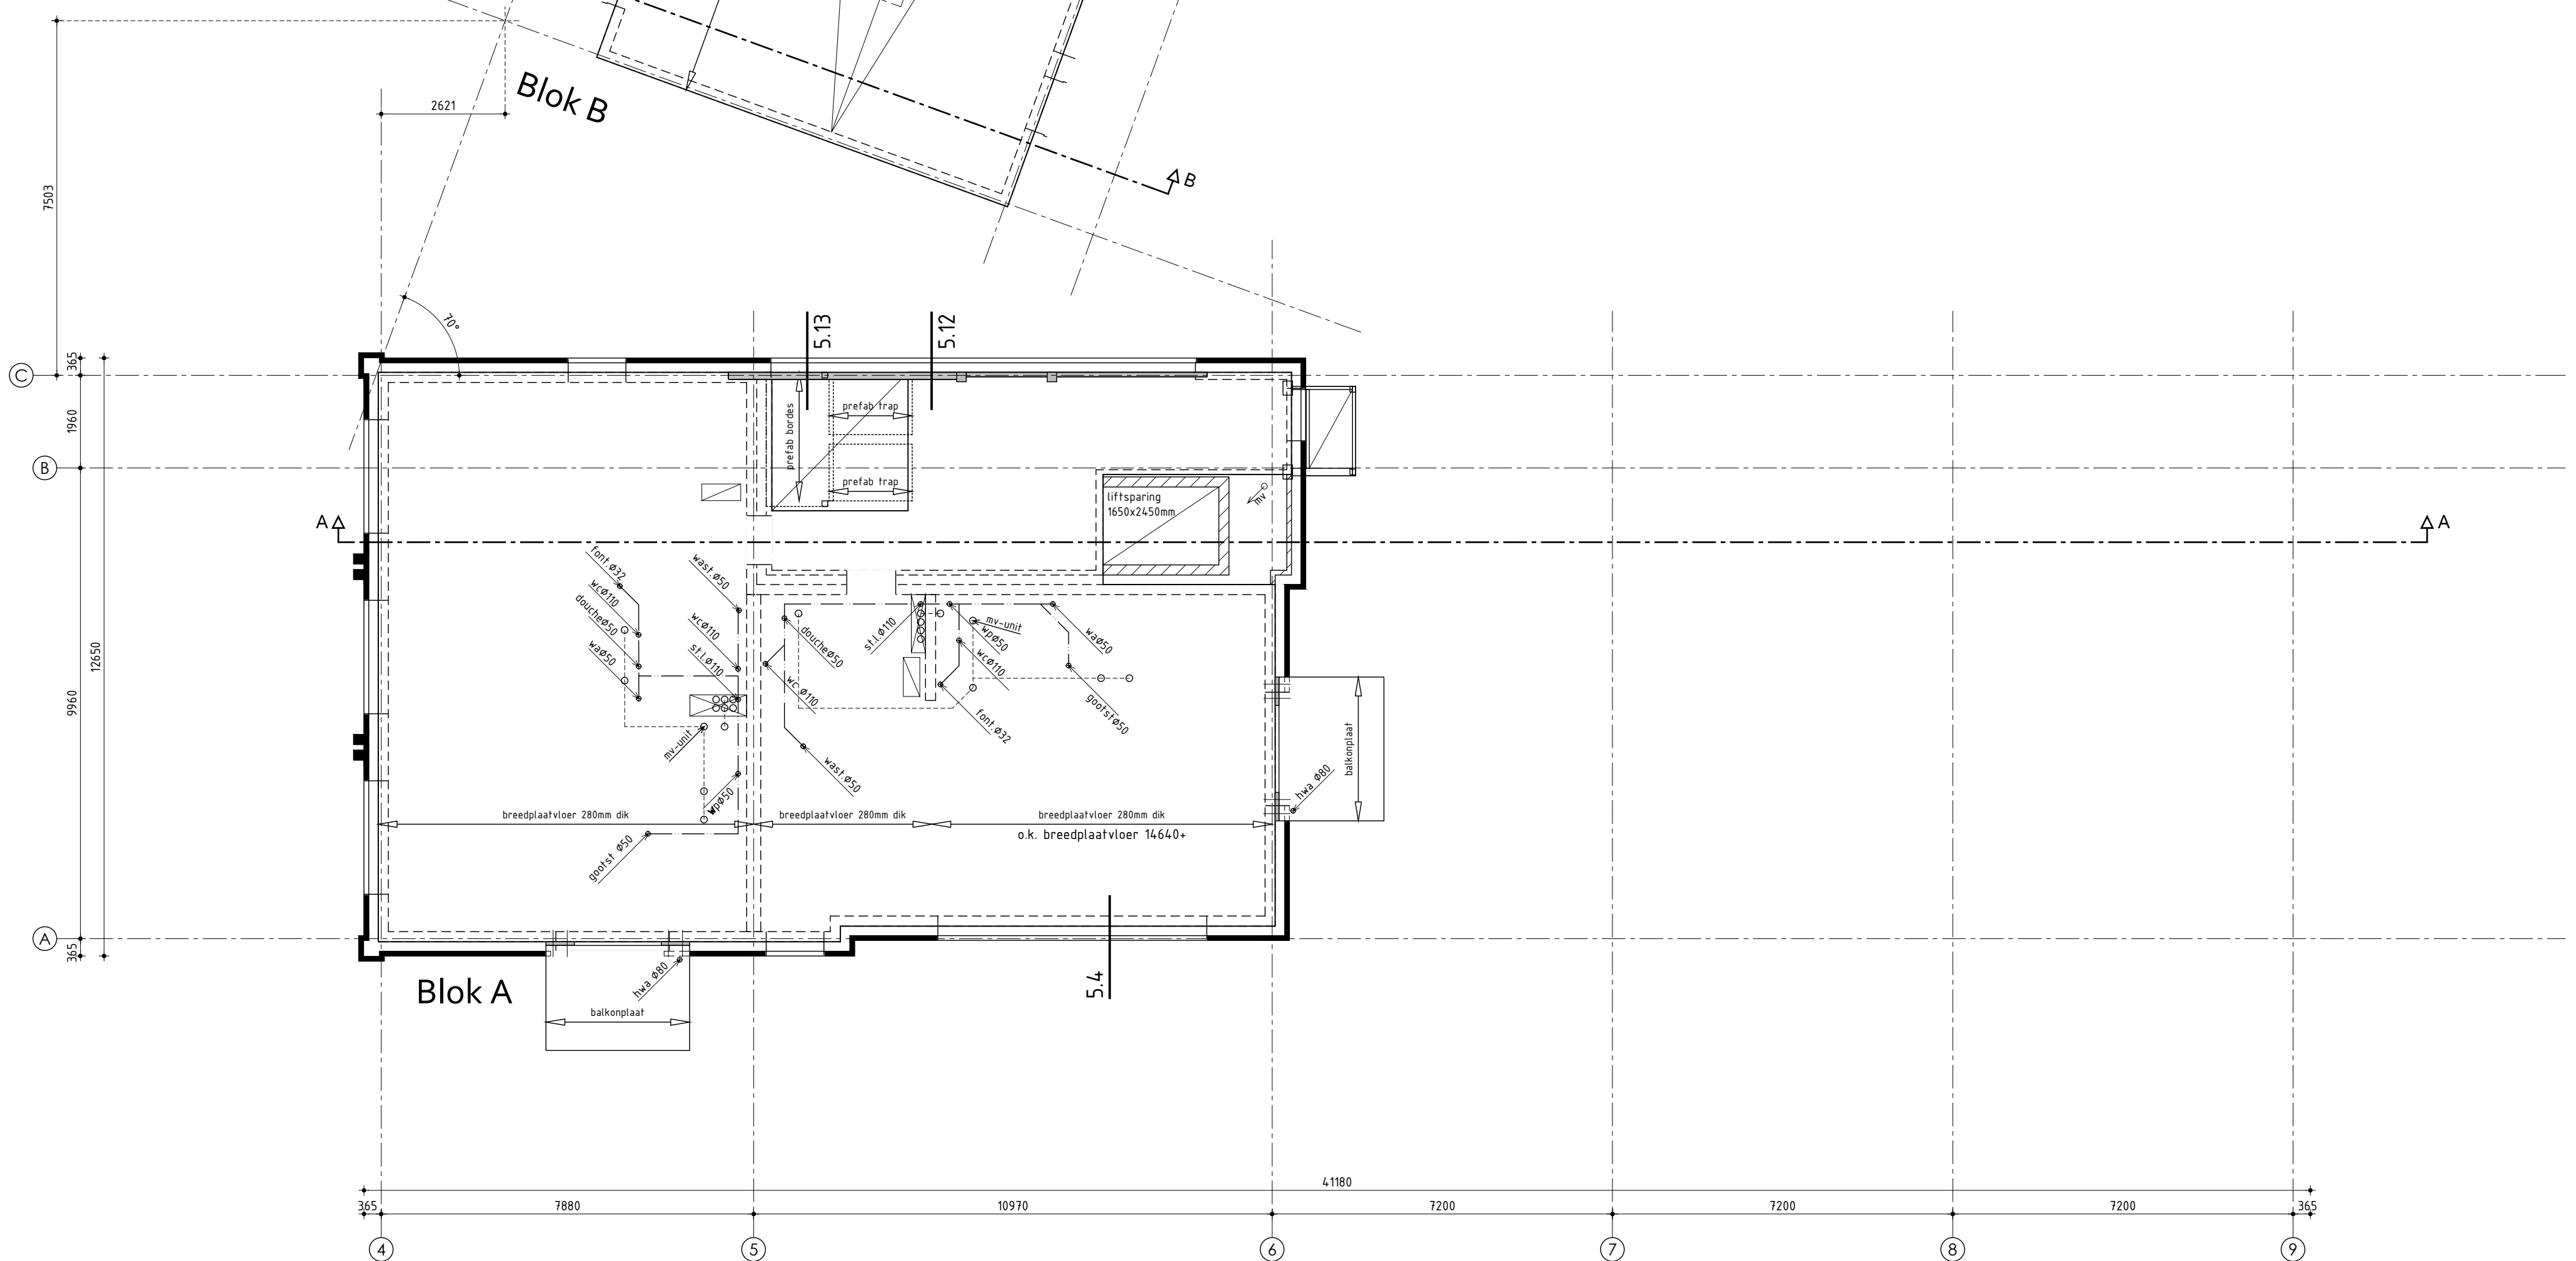 2621
Blok B
B
7503
70°
5.13
5.12
C
365
1960
B
9960
12650
A
365
prefab bordes
prefab trap
prefab trap
liftsparing
1650x2450mm
mv
A
A
font.ø32
wcø110
doucheø50
waø50
wast.ø50
wcø110
st.l.ø110
mv-unit
wpø50
gootst ø50
doucheø50
wc ø110
wast.ø50
st.l.ø110
mv-unit
wpø50
wcø110
font.ø32
waø50
gootstø50
hwa ø80
balkonplaat
breedplaatvloer 280mm dik
breedplaatvloer 280mm dik
breedplaatvloer 280mm dik
o.k. breedplaatvloer 14640+
5.4
Blok A
hwa ø80
balkonplaat
41180
365
7880
10970
7200
7200
7200
365
4
5
6
7
8
9